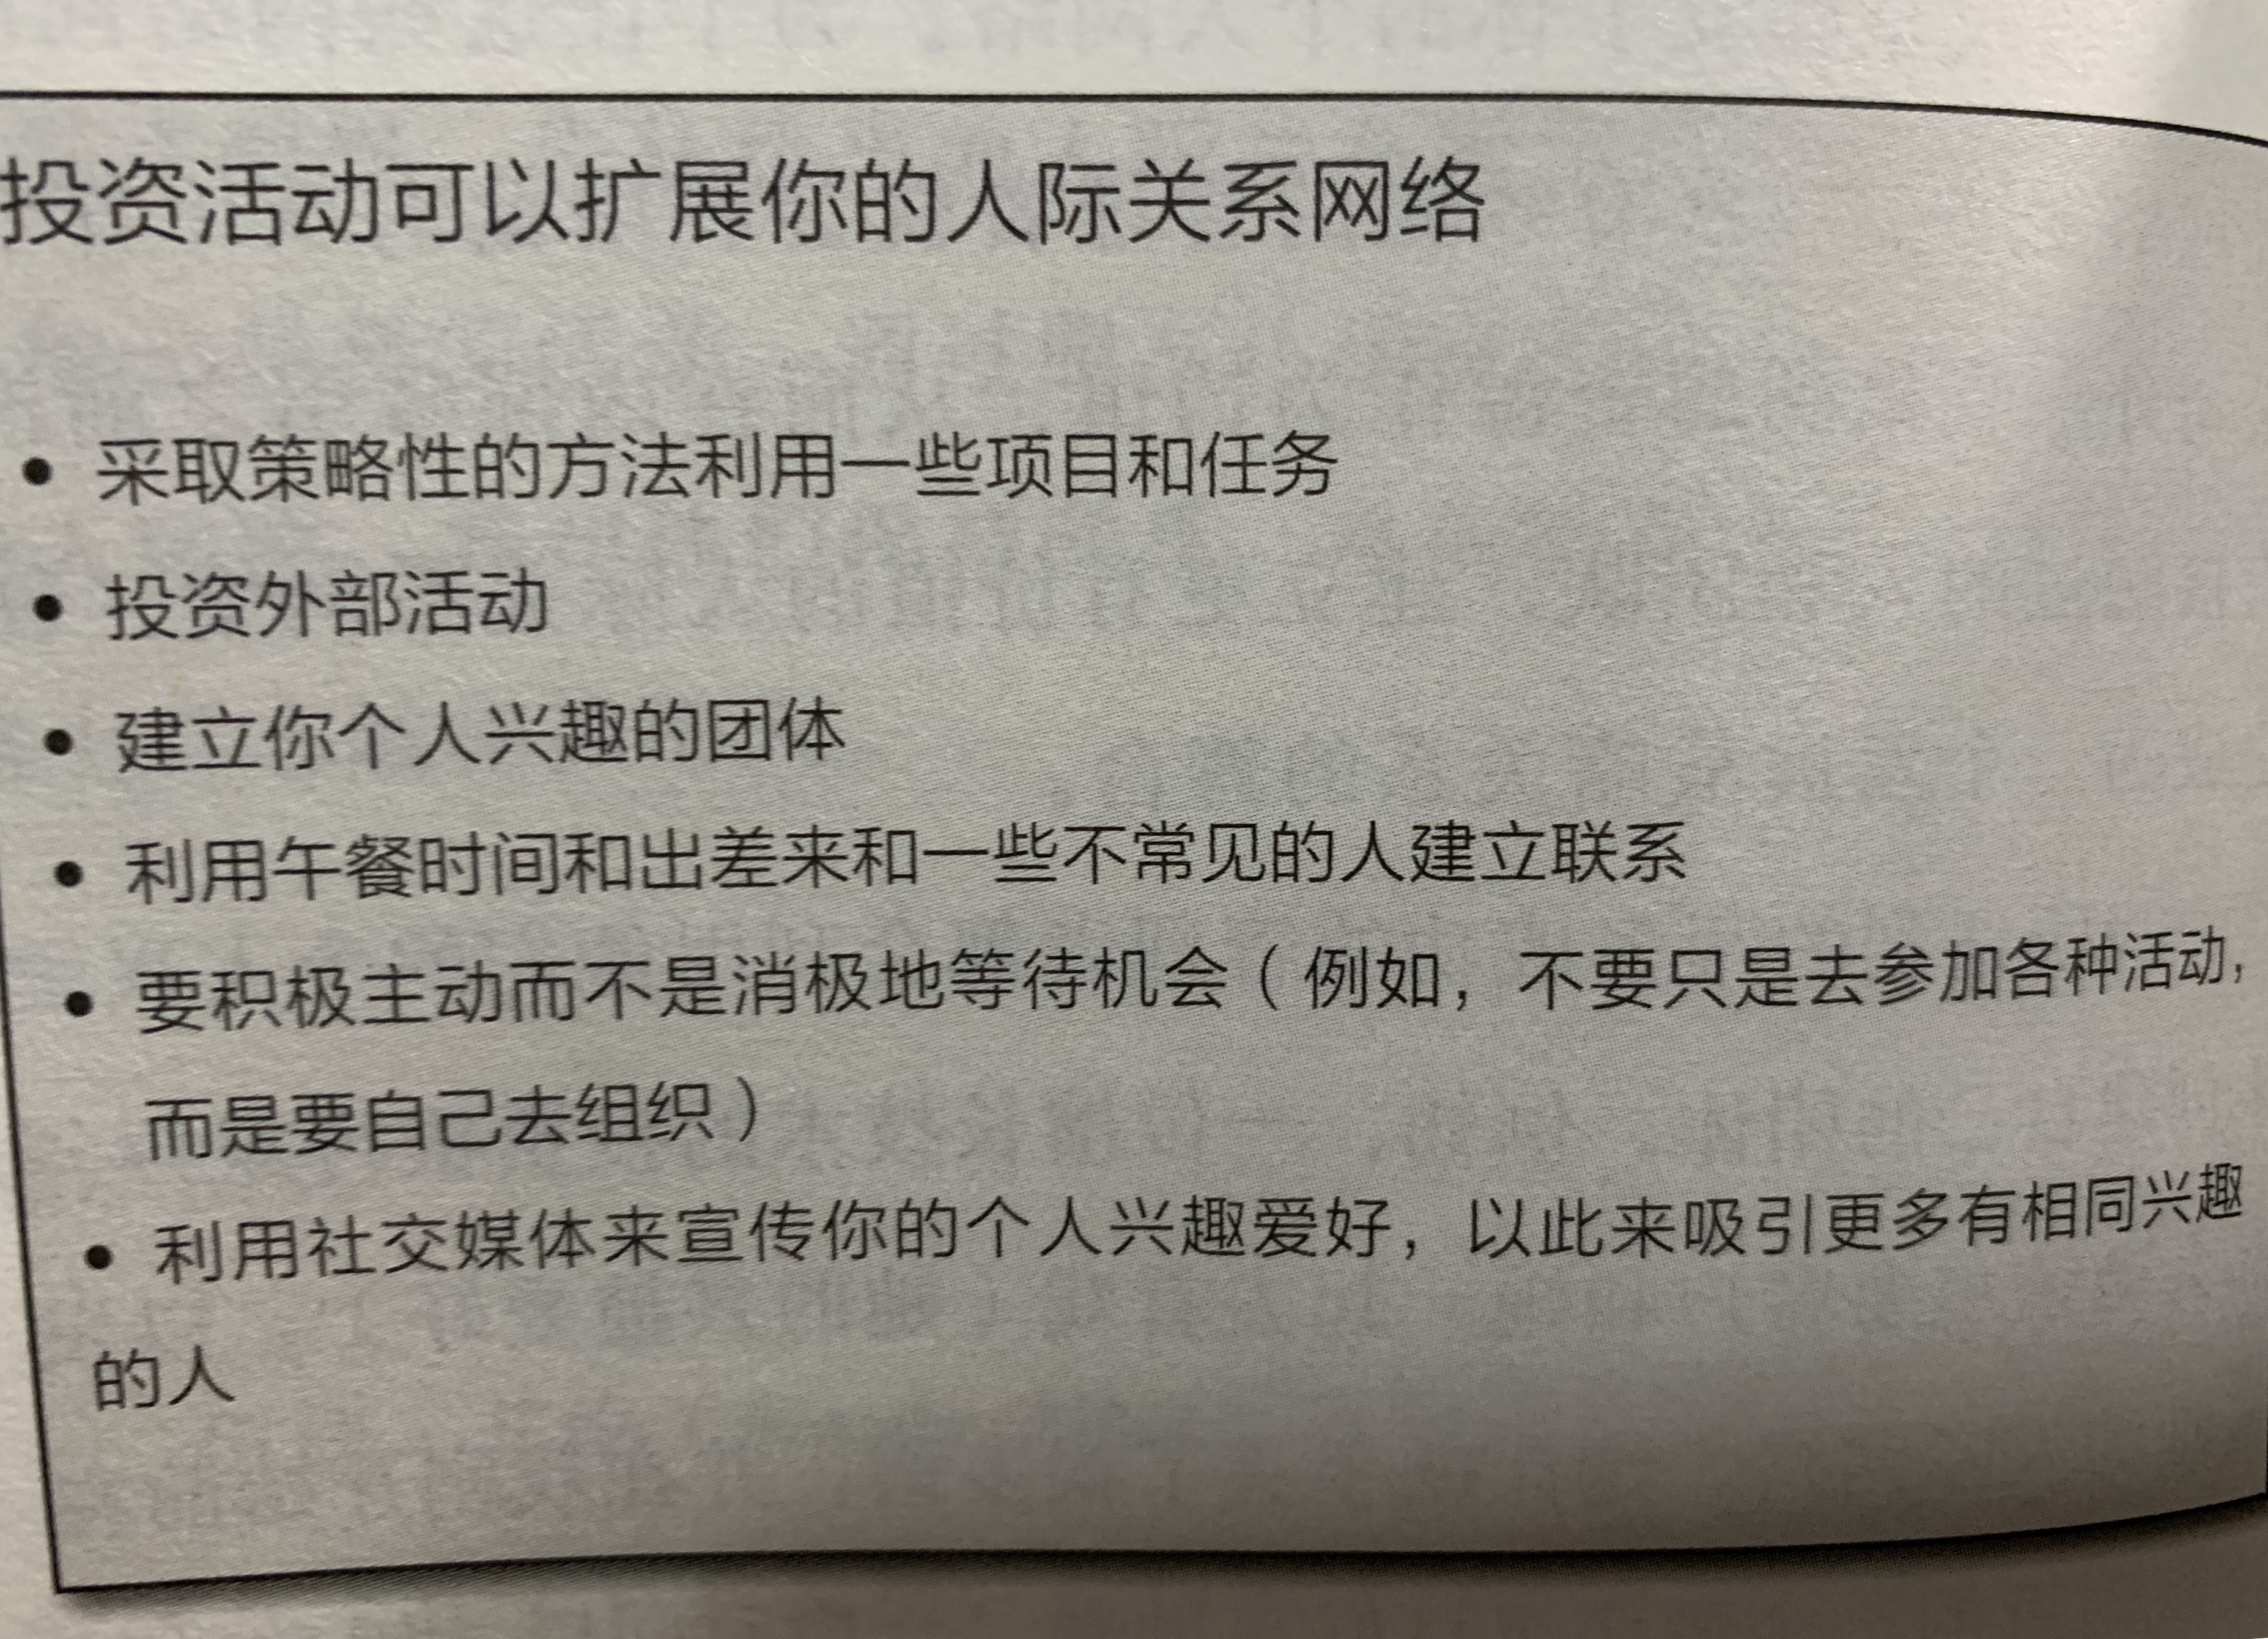 投资活动可以扩展你的人际关系网络
• 采取策略性的方法利用一些项目和任务
• 投资外部活动
• 建立你个人兴趣的团体
• 利用午餐时间和出差来和一些不常见的人建立联系
• 要积极主动而不是消极地等待机会（例如，不要只是去参加各种活动，
而是要自己去组织）
• 利用社交媒体来宣传你的个人兴趣爱好，以此来吸引更多有相同兴趣
的人